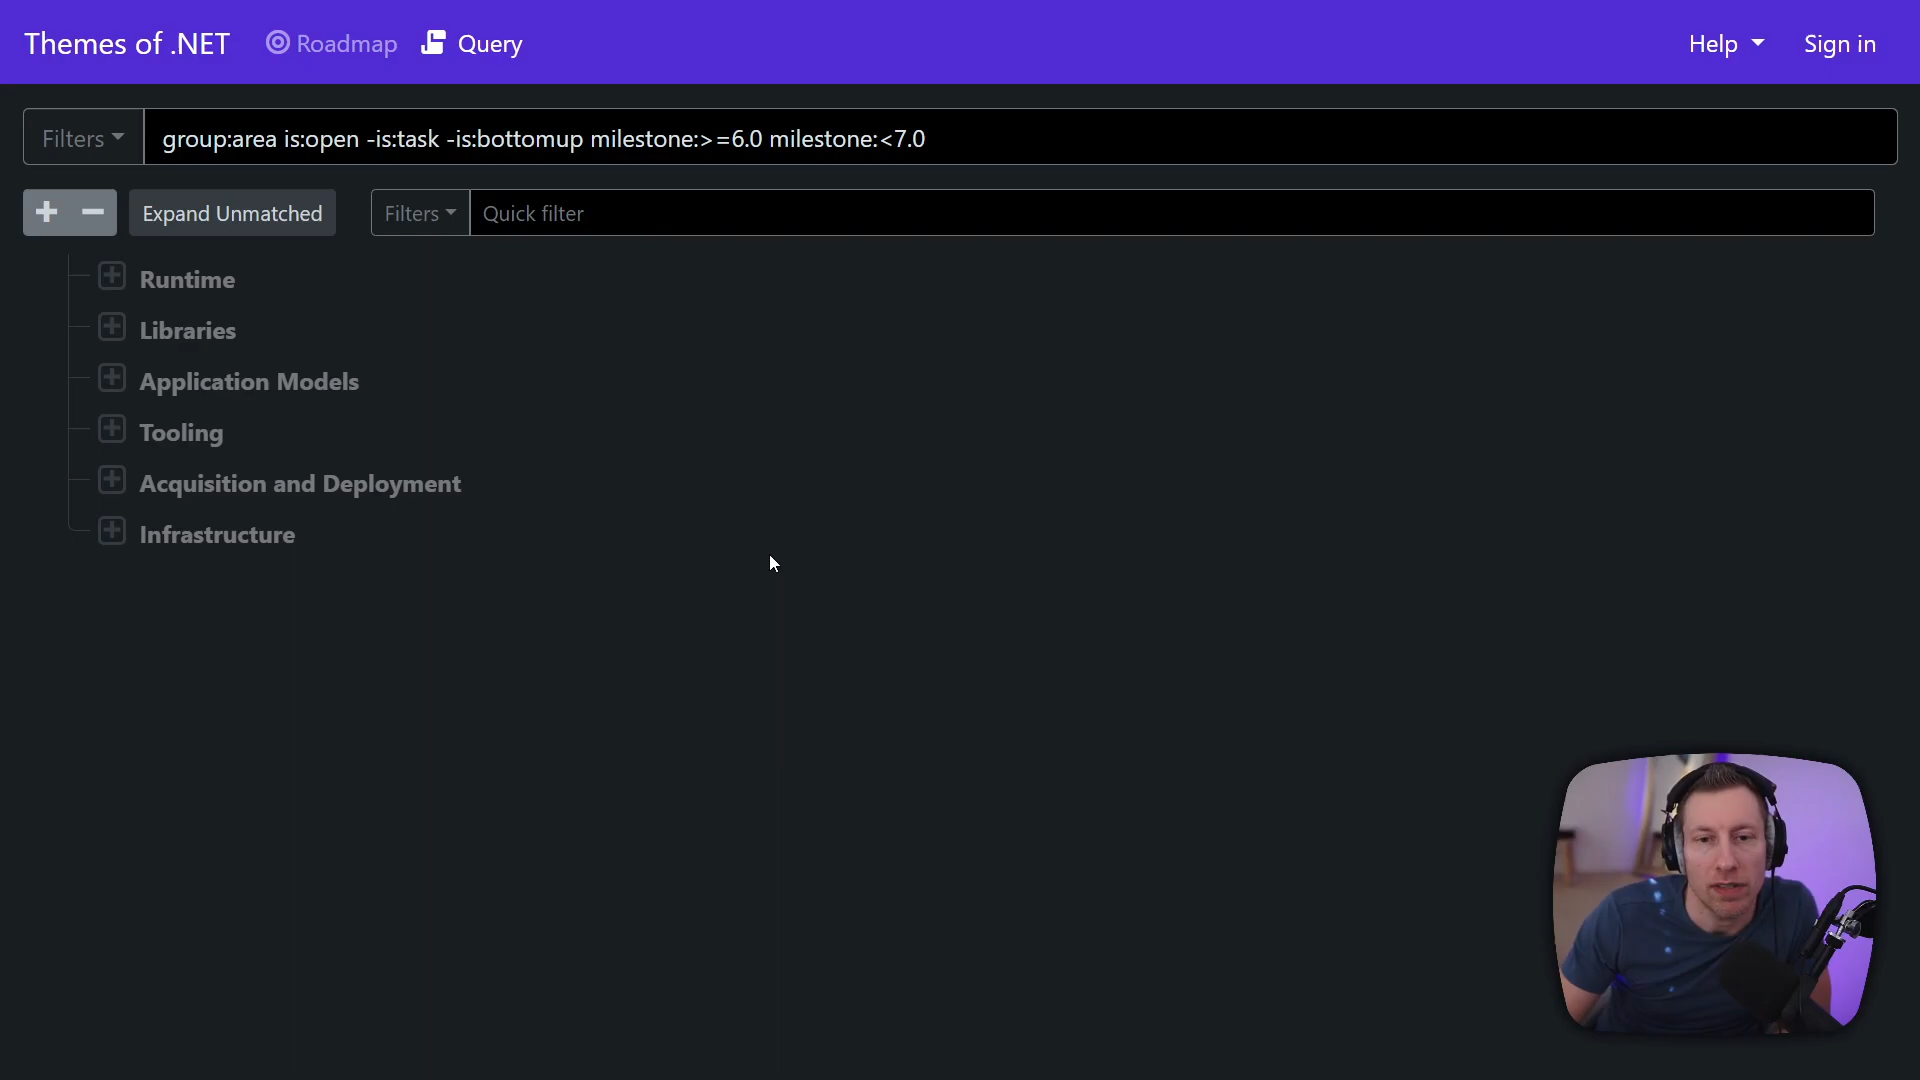 Themes of .NET Roadmap Query Help Sign in
Filters group:area is:open -is:task -is:bottomup milestone:>=6.0 milestone:<7.0
Expand Unmatched Filters Quick filter
Runtime
Libraries
Application Models
Tooling
Acquisition and Deployment
Infrastructure